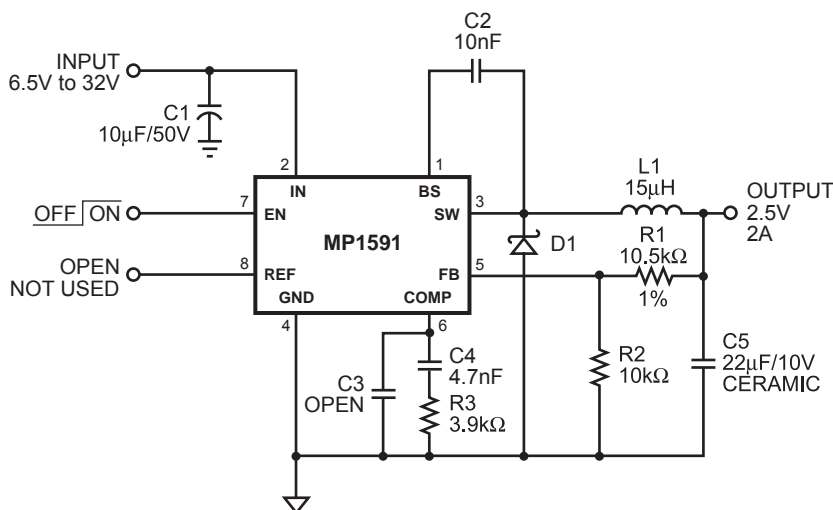 C2
10nF
INPUT
6.5V to 32V
C1
10µF/50V
2
1
IN
BS
L1
15µH
OUTPUT
2.5V
2A
OFF ON
7
EN
SW
3
MP1591
D1
R1
10.5kΩ
1%
OPEN
NOT USED
8
REF
FB
5
GND
COMP
4
6
C3
OPEN
C4
4.7nF
R3
3.9kΩ
R2
10kΩ
C5
22µF/10V
CERAMIC